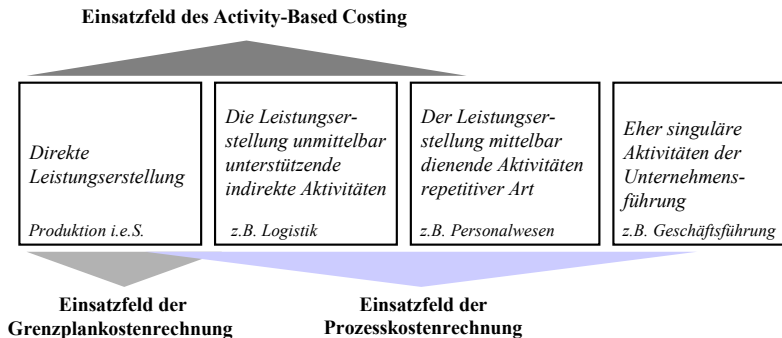 Einsatzfeld des Activity-Based Costing
Direkte
Leistungserstellung
Produktion i.e.S.
Die Leistungser-
stellung unmittelbar
unterstützende
indirekte Aktivitäten
z.B. Logistik
Der Leistungser-
stellung mittelbar
dienende Aktivitäten
repetitiver Art
z.B. Personalwesen
Eher singuläre
Aktivitäten der
Unternehmens-
führung
z.B. Geschäftsführung
Einsatzfeld der
Grenzplankostenrechnung
Einsatzfeld der
Prozesskostenrechnung